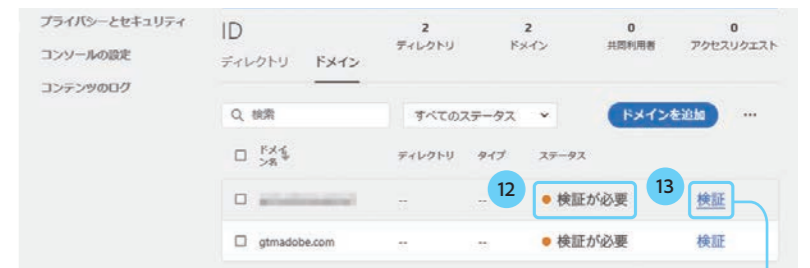 プライバシーとセキュリティ
コンソールの設定
コンテンツのログ
ID
2 2 0 0
ディレクトリ ドメイン 共同利用者 アクセスリクエスト
ディレクトリ ドメイン
検索 すべてのステータス ドメインを追加 ...
ドメイン名 ディレクトリ タイプ ステータス
-- -- 12 検証が必要 13 検証
gtmadobe.com -- -- 検証が必要 検証